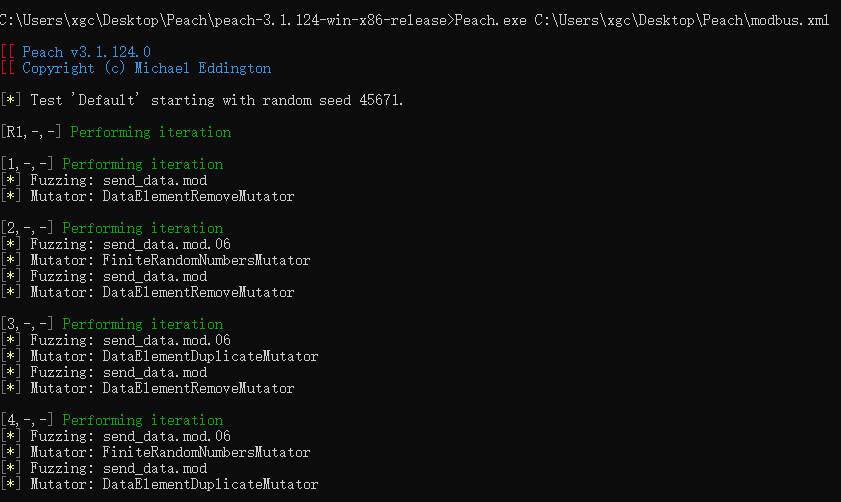 C:\Users\xgc\Desktop\Peach\peach-3.1.124-win-x86-release>Peach.exe C:\Users\xgc\Desktop\Peach\modbus.xml
[[ Peach v3.1.124.0
[[ Copyright (c) Michael Eddington
[*] Test 'Default' starting with random seed 45671.
[R1,-,-] Performing iteration
[1,-,-] Performing iteration
[*] Fuzzing: send_data.mod
[*] Mutator: DataElementRemoveMutator
[2,-,-] Performing iteration
[*] Fuzzing: send_data.mod.06
[*] Mutator: FiniteRandomNumbersMutator
[*] Fuzzing: send_data.mod
[*] Mutator: DataElementRemoveMutator
[3,-,-] Performing iteration
[*] Fuzzing: send_data.mod.06
[*] Mutator: DataElementDuplicateMutator
[*] Fuzzing: send_data.mod
[*] Mutator: DataElementRemoveMutator
[4,-,-] Performing iteration
[*] Fuzzing: send_data.mod.06
[*] Mutator: FiniteRandomNumbersMutator
[*] Fuzzing: send_data.mod
[*] Mutator: DataElementDuplicateMutator